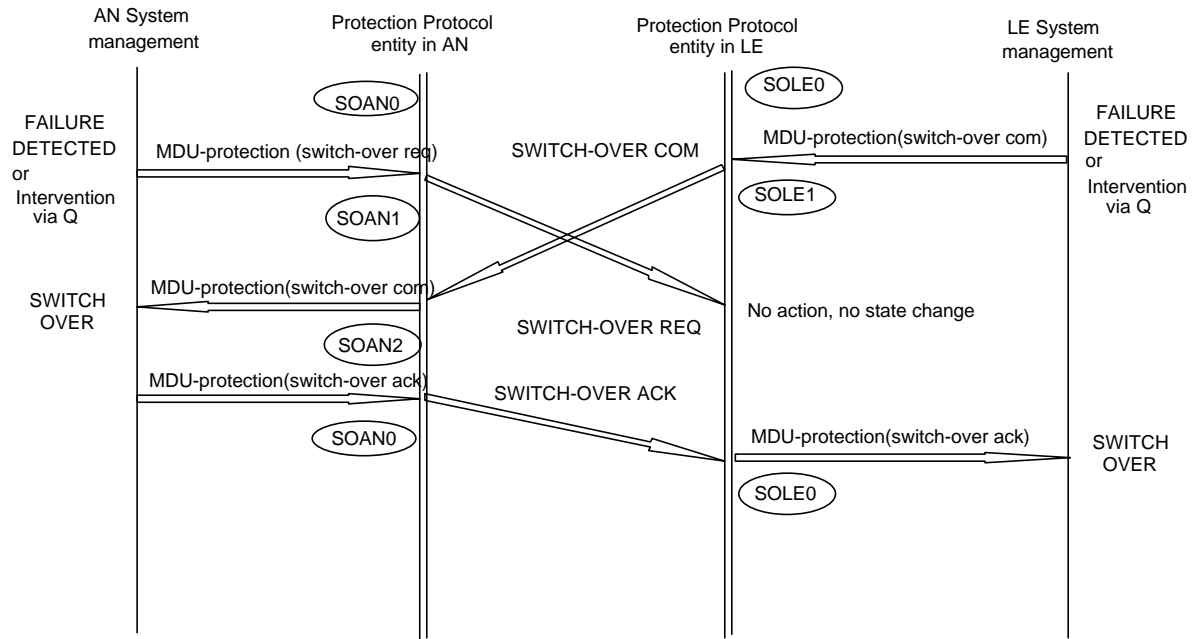 AN System
management
Protection Protocol
entity in AN
Protection Protocol
entity in LE
LE System
management
SOAN0
SOLE0
FAILURE
DETECTED
or
Intervention
via Q
MDU-protection (switch-over req)
SWITCH-OVER COM
MDU-protection(switch-over com)
FAILURE
DETECTED
or
Intervention
via Q
SOAN1
SOLE1
SWITCH
OVER
MDU-protection(switch-over com)
SWITCH-OVER REQ
No action, no state change
SOAN2
MDU-protection(switch-over ack)
SWITCH-OVER ACK
SOAN0
MDU-protection(switch-over ack)
SWITCH
OVER
SOLE0